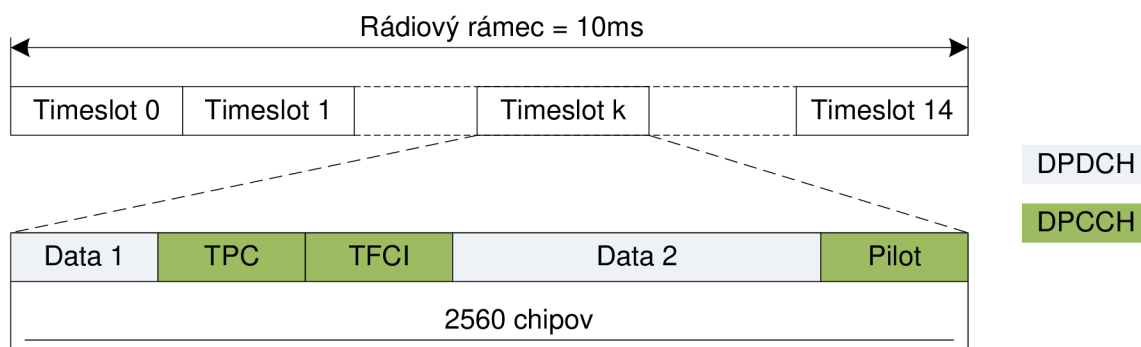 Rádiový rámec = 10ms
Timeslot 0 Timeslot 1 Timeslot k Timeslot 14
DPDCH
DPCCH
Data 1 TPC TFCI Data 2 Pilot
2560 chipov